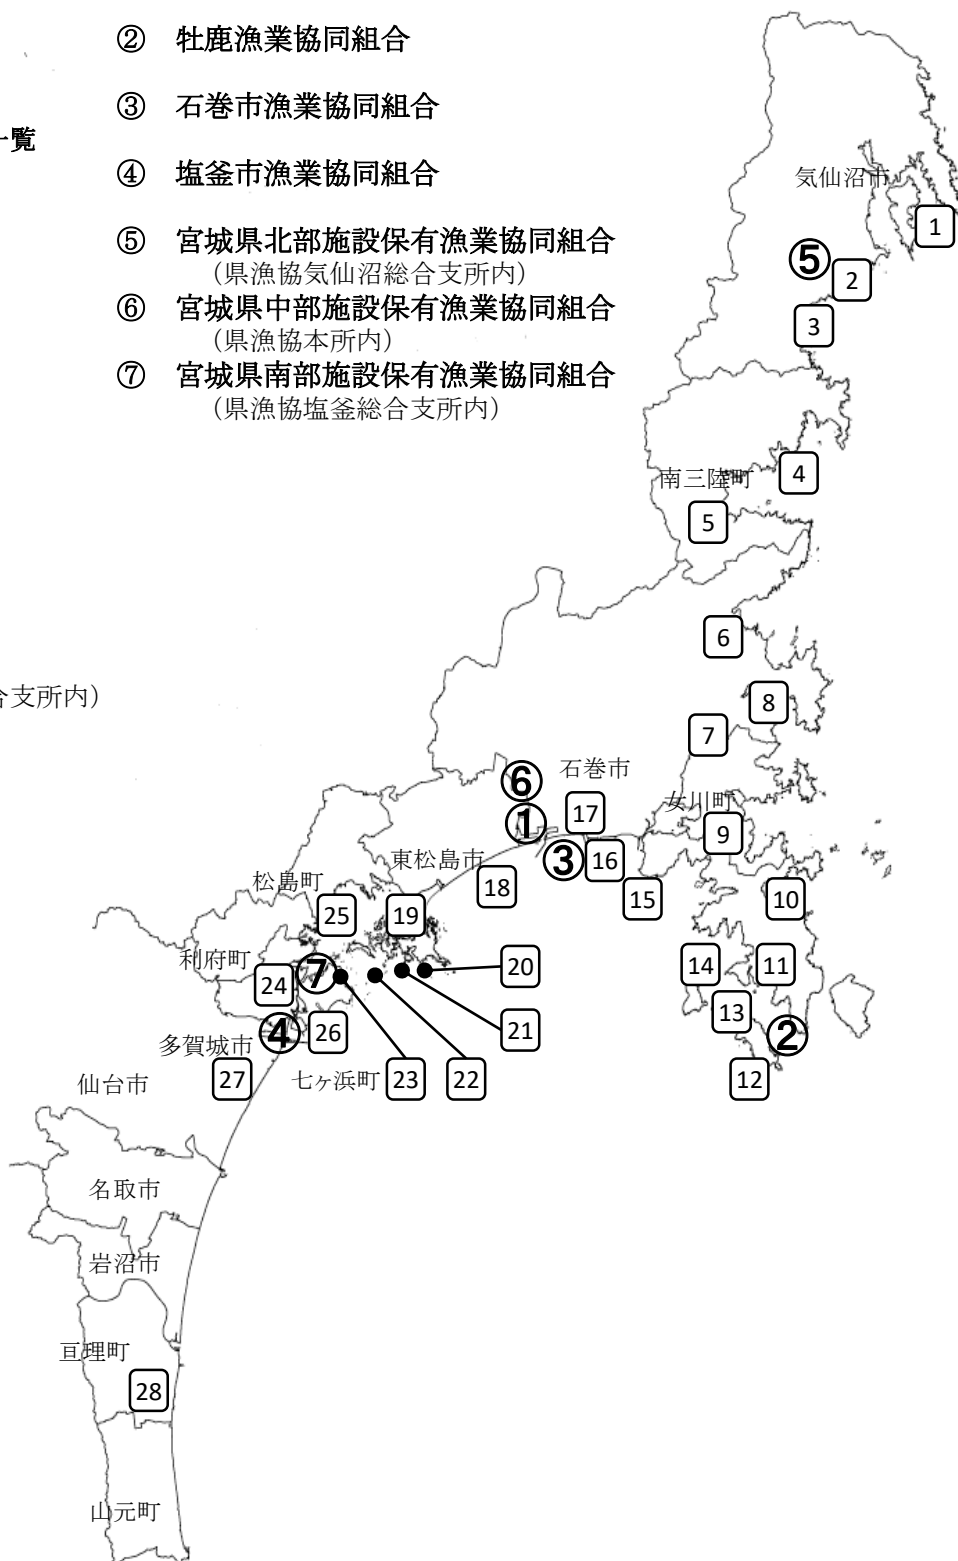 ② 牡鹿漁業協同組合
③ 石巻市漁業協同組合
一覧
④ 塩釜市漁業協同組合
⑤ 宮城県北部施設保有漁業協同組合
（県漁協気仙沼総合支所内）
⑥ 宮城県中部施設保有漁業協同組合
（県漁協本所内）
⑦ 宮城県南部施設保有漁業協同組合
（県漁協塩釜総合支所内）
合支所内）
気仙沼市
1
⑤
2
3
南三陸町
4
5
6
8
7
石巻市
⑥
女川町
17
①
9
東松島市
③
16
松島町
18
15
10
25
19
利府町
⑦
20
14
11
24
13
21
④
26
②
多賀城市
仙台市
27
七ヶ浜町
23
22
12
名取市
岩沼市
亘理町
28
山元町